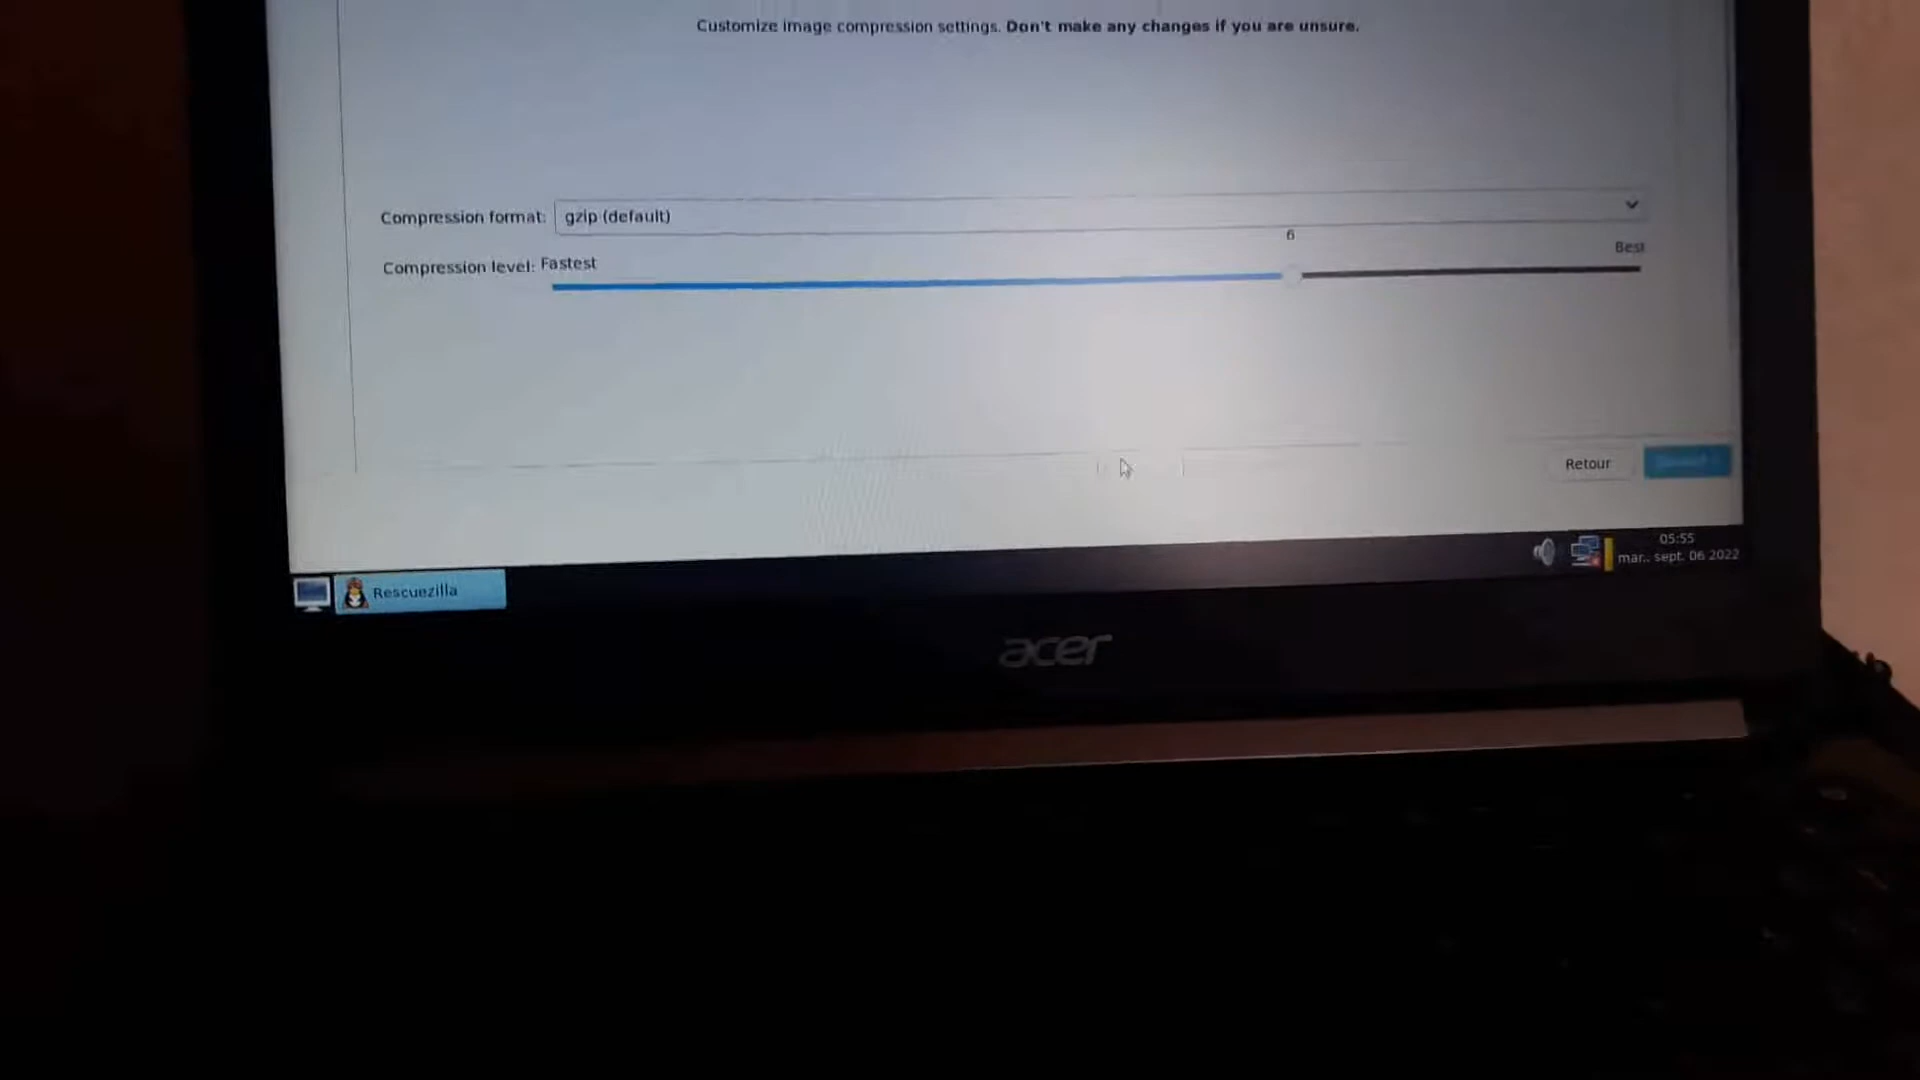 Customize image compression settings. Don't make any changes if you are unsure.
Compression format: gzip (default)
6
Compression level: Fastest
Best
Retour
05:55
mar.. sept. 06 2022
Rescuezilla
acer